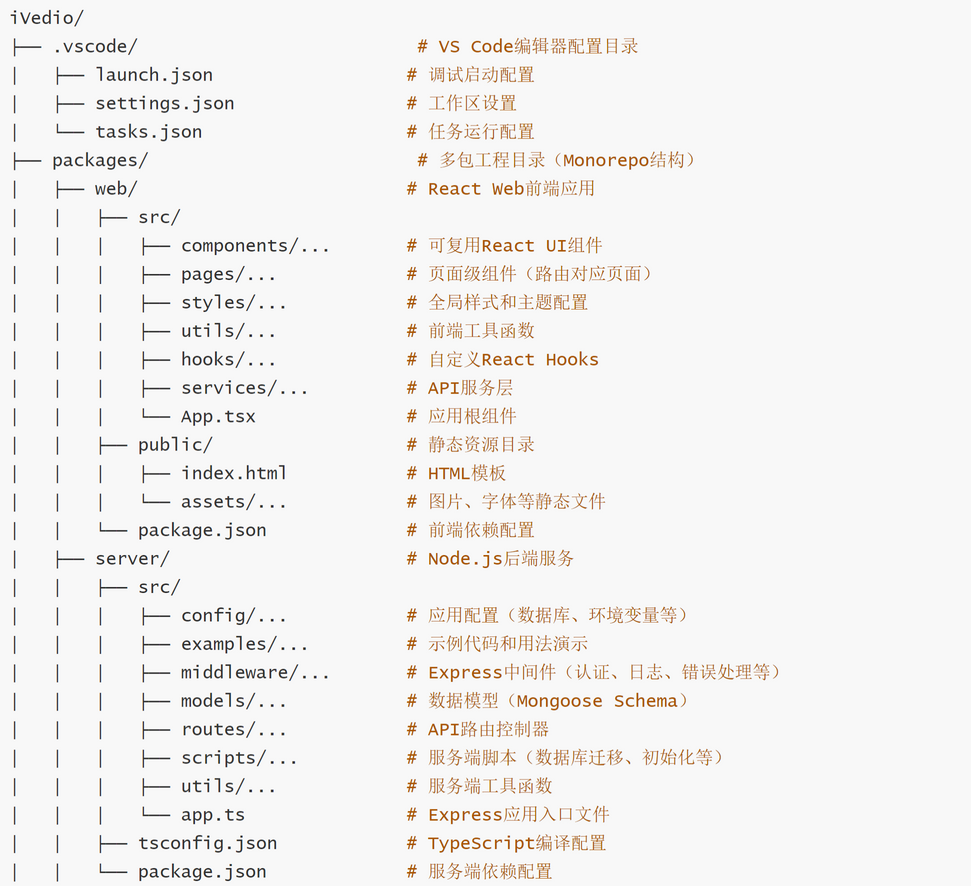 iVedio/
├── .vscode/                          # VS Code编辑器配置目录
│   ├── launch.json                  # 调试启动配置
│   ├── settings.json                # 工作区设置
│   └── tasks.json                   # 任务运行配置
├── packages/                         # 多包工程目录（Monorepo结构）
│   ├── web/                         # React Web前端应用
│   │   ├── src/
│   │   │   ├── components/...       # 可复用React UI组件
│   │   │   ├── pages/...            # 页面级组件（路由对应页面）
│   │   │   ├── styles/...           # 全局样式和主题配置
│   │   │   ├── utils/...            # 前端工具函数
│   │   │   ├── hooks/...            # 自定义React Hooks
│   │   │   ├── services/...         # API服务层
│   │   │   └── App.tsx              # 应用根组件
│   │   ├── public/                  # 静态资源目录
│   │   │   ├── index.html           # HTML模板
│   │   │   └── assets/...           # 图片、字体等静态文件
│   │   └── package.json             # 前端依赖配置
│   ├── server/                      # Node.js后端服务
│   │   ├── src/
│   │   │   ├── config/...           # 应用配置（数据库、环境变量等）
│   │   │   ├── examples/...         # 示例代码和用法演示
│   │   │   ├── middleware/...       # Express中间件（认证、日志、错误处理等）
│   │   │   ├── models/...           # 数据模型（Mongoose Schema）
│   │   │   ├── routes/...           # API路由控制器
│   │   │   ├── scripts/...          # 服务端脚本（数据库迁移、初始化等）
│   │   │   ├── utils/...            # 服务端工具函数
│   │   │   └── app.ts               # Express应用入口文件
│   │   ├── tsconfig.json            # TypeScript编译配置
│   │   └── package.json             # 服务端依赖配置